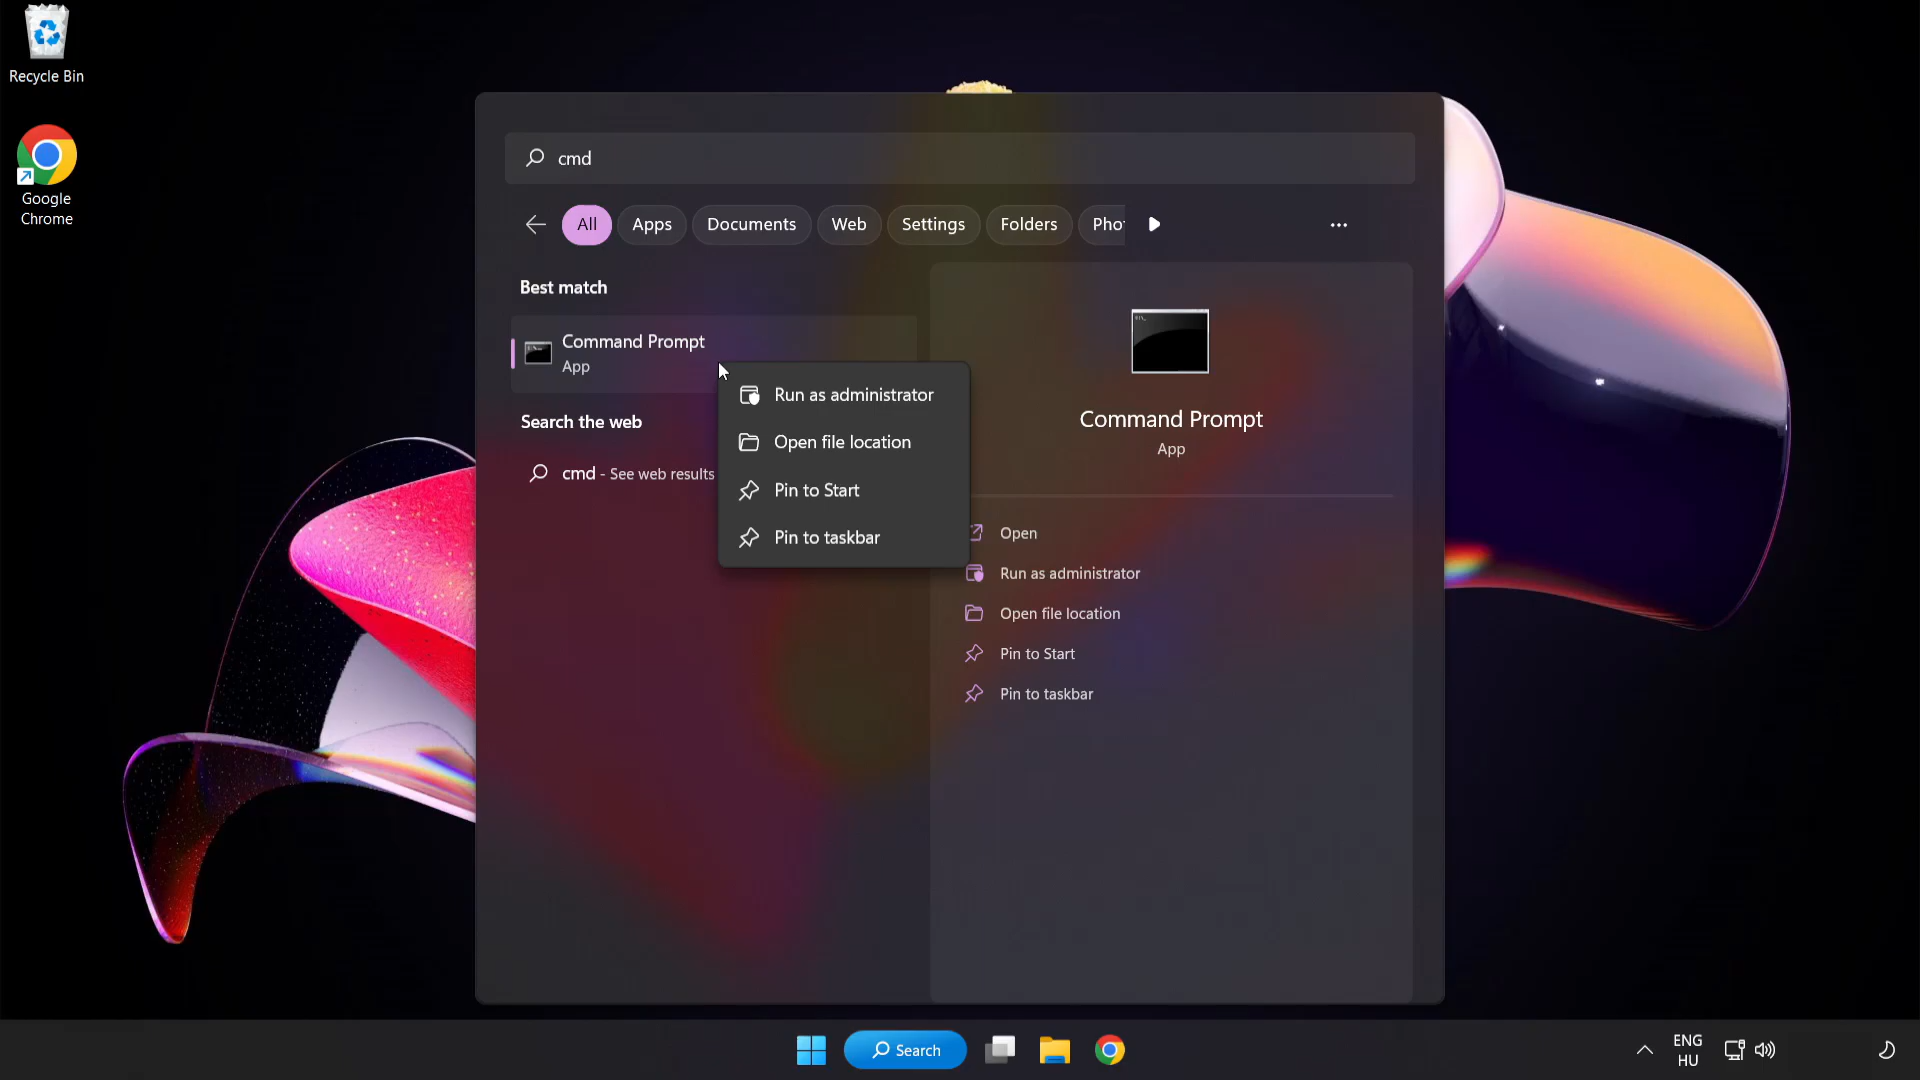 Recycle Bin
Google
Chrome
cmd
All
Apps
Documents
Web
Settings
Folders
Pho
Best match
Command Prompt
App
Search the web
cmd - See web results
Run as administrator
Open file location
Pin to Start
Pin to taskbar
Command Prompt
App
Open
Run as administrator
Open file location
Pin to Start
Pin to taskbar
Search
ENG
HU